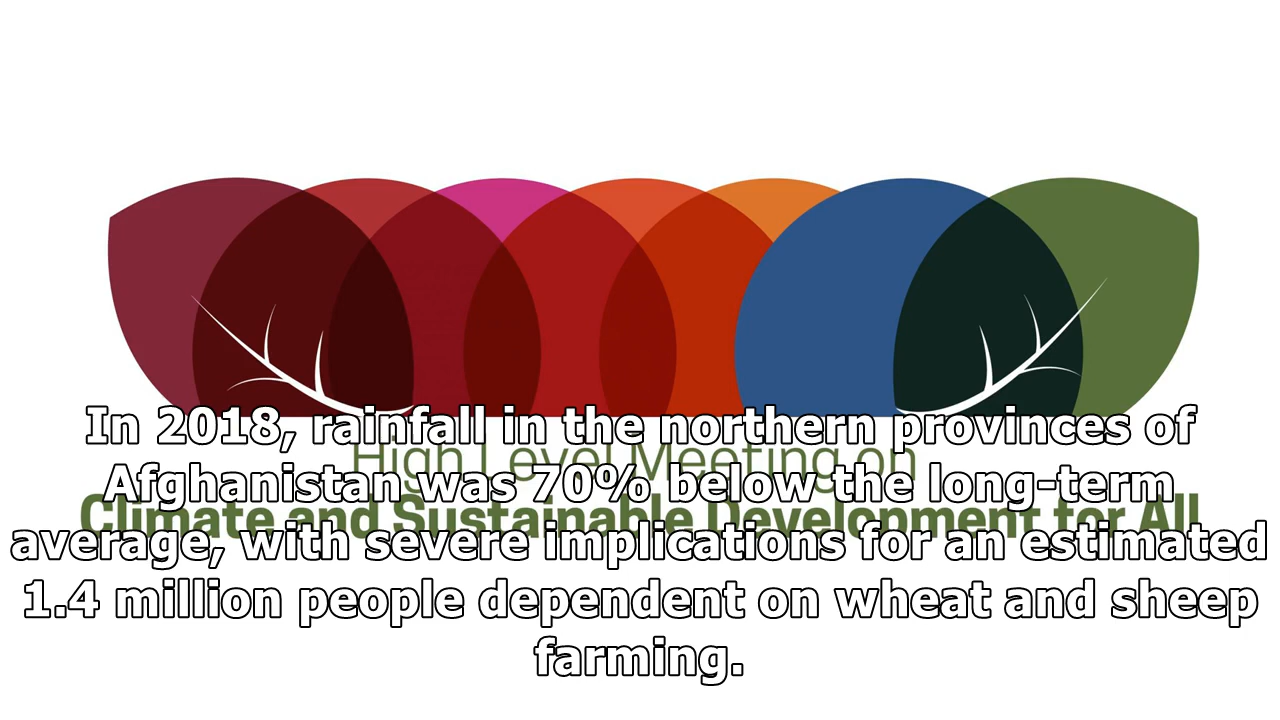 In 2018, rainfall in the northern provinces of
High Level Meeting on
Afghanistan was 70% below the long-term
Climate and Sustainable Development for All
average, with severe implications for an estimated
1.4 million people dependent on wheat and sheep
farming.